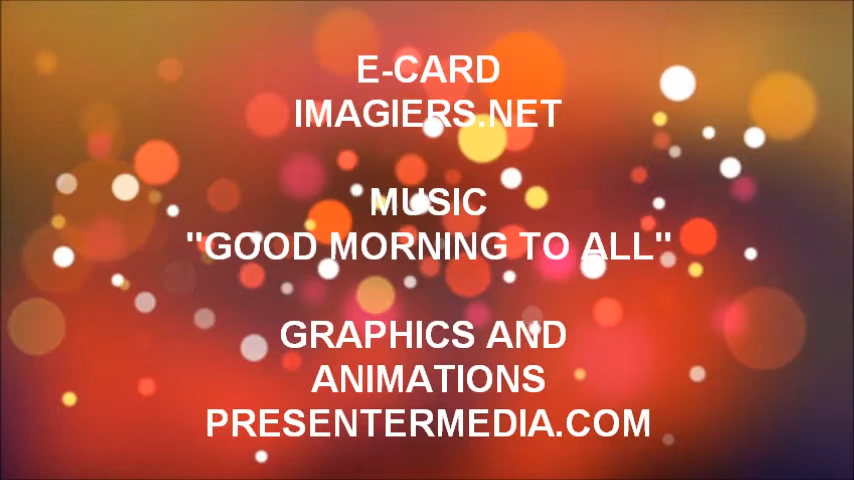 E-CARD
IMAGIERS.NET
MUSIC
"GOOD MORNING TO ALL"
GRAPHICS AND
ANIMATIONS
PRESENTERMEDIA.COM